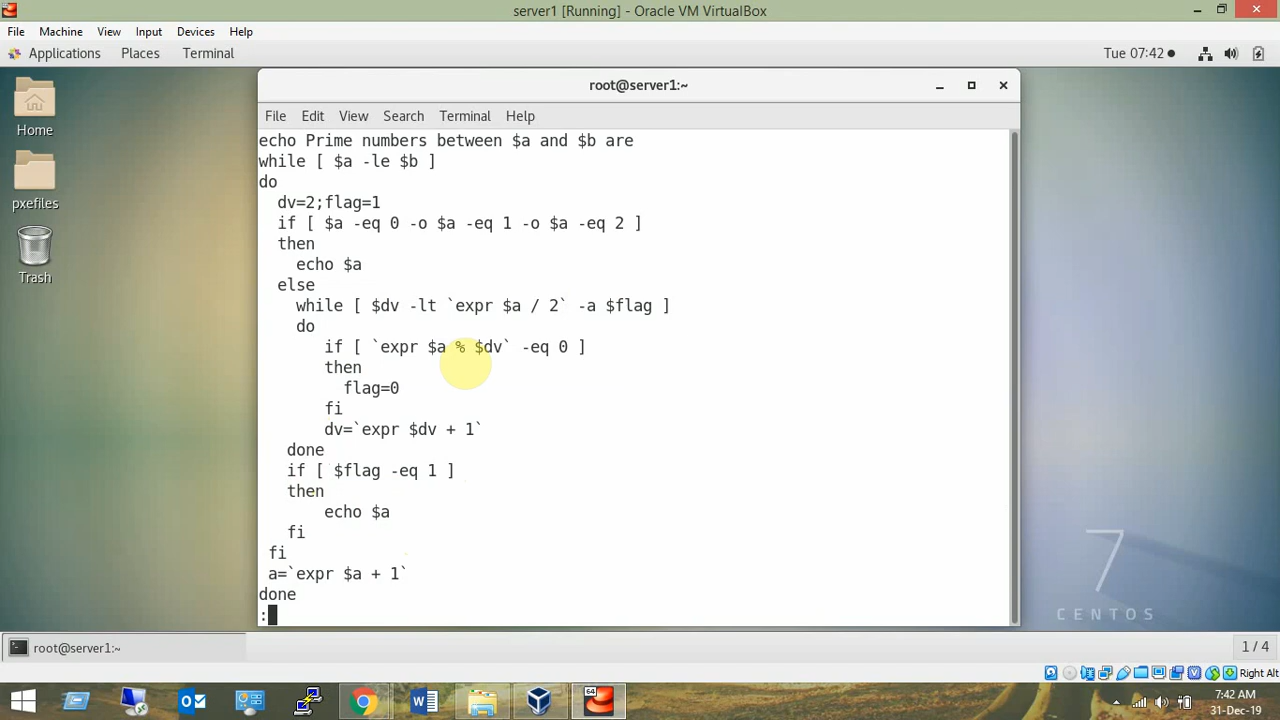 server1 [Running] - Oracle VM VirtualBox
File Machine View Input Devices Help
Applications Places Terminal Tue 07:42
Home
pxefiles
Trash
root@server1:~
File Edit View Search Terminal Help
echo Prime numbers between $a and $b are
while [ $a -le $b ]
do
dv=2;flag=1
if [ $a -eq 0 -o $a -eq 1 -o $a -eq 2 ]
then
echo $a
else
while [ $dv -lt `expr $a / 2` -a $flag ]
do
if [ `expr $a % $dv` -eq 0 ]
then
flag=0
fi
dv=`expr $dv + 1`
done
if [ $flag -eq 1 ]
then
echo $a
fi
fi
a=`expr $a + 1`
done
:
7
CENTOS
root@server1:~ 1 / 4
Right Alt
64
7:42 AM
31-Dec-19